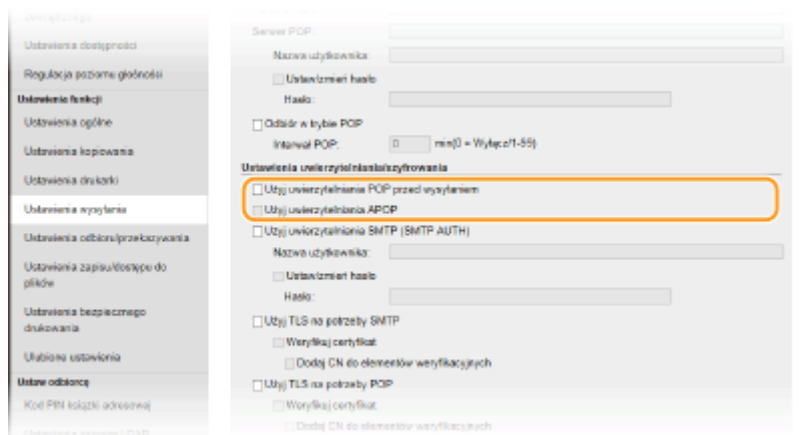 zewnętrznego
Ustawienia dostępności
Regulacja poziomu głośności
Ustawienia funkcji
Ustawienia ogólne
Ustawienia kopiowania
Ustawienia drukarki
Ustawienia wysyłania
Ustawienia odbioru/przekazywania
Ustawienia zapisu/dostępu do
plików
Ustawienia bezpiecznego
drukowania
Ulubione ustawienia
Ustaw odbiorcę
Kod PIN książki adresowej
Serwer POP:
Nazwa użytkownika:
Ustaw/zmień hasło
Hasło:
Odbiór w trybie POP
Interwał POP: 0 min(0 = Wyłącz/1-99)
Ustawienia uwierzytelniania/szyfrowania
Użyj uwierzytelniania POP przed wysyłaniem
Użyj uwierzytelniania APOP
Użyj uwierzytelniania SMTP (SMTP AUTH)
Nazwa użytkownika:
Ustaw/zmień hasło
Hasło:
Użyj TLS na potrzeby SMTP
Weryfikuj certyfikat
Dodaj CN do elementów weryfikacyjnych
Użyj TLS na potrzeby POP
Weryfikuj certyfikat
Dodaj CN do elementów weryfikacyjnych